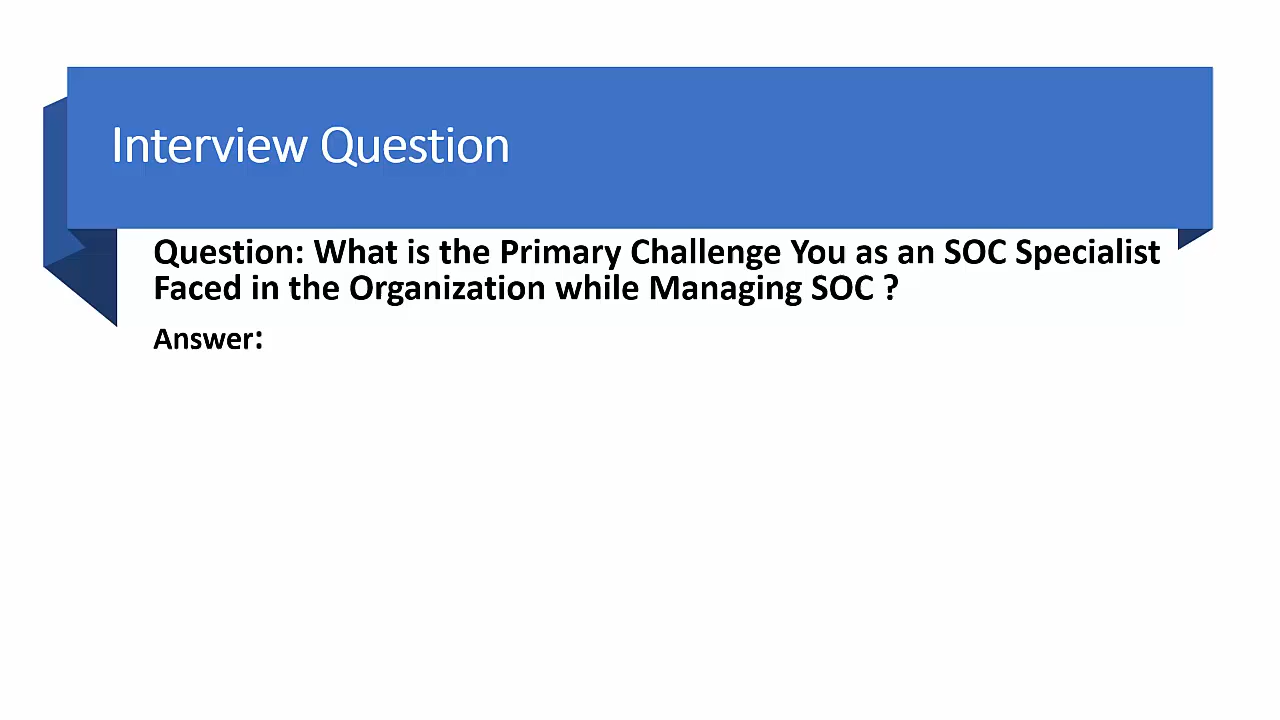 Interview Question
Question: What is the Primary Challenge You as an SOC Specialist
Faced in the Organization while Managing SOC ?
Answer: